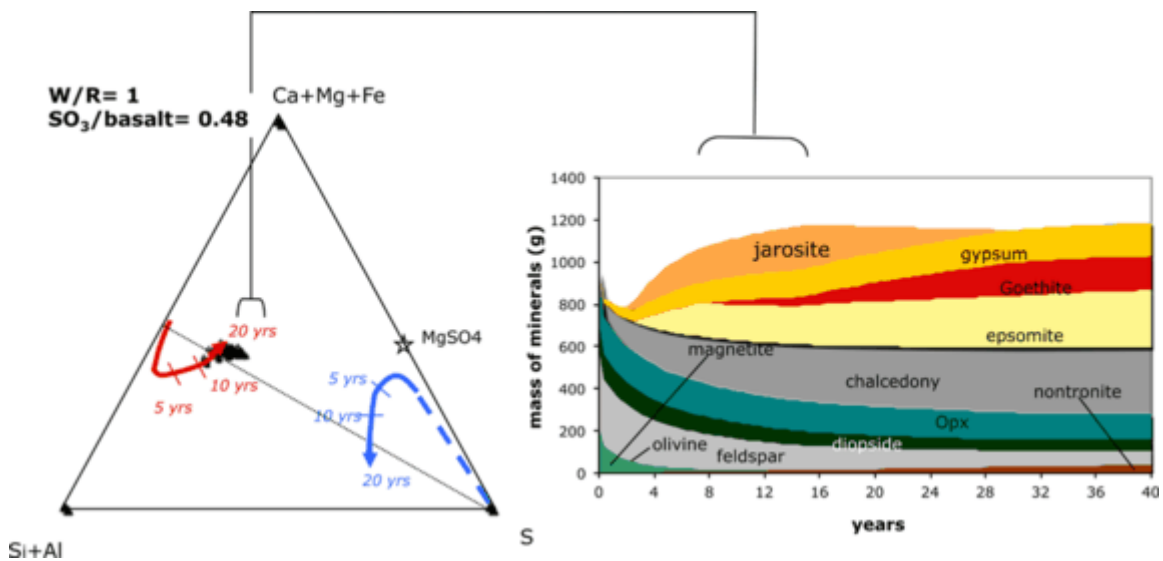 W/R= 1
SO₃/basalt= 0.48
Ca+Mg+Fe
MgSO4
20 yrs
10 yrs
5 yrs
5 yrs
10 yrs
20 yrs
Si+Al
S
mass of minerals (g)
1400
1200
1000
800
600
400
200
0
jarosite
gypsum
Goethite
epsomite
magnetite
chalcedony
nontronite
Opx
diopside
olivine
feldspar
0 4 8 12 16 20 24 28 32 36 40
years